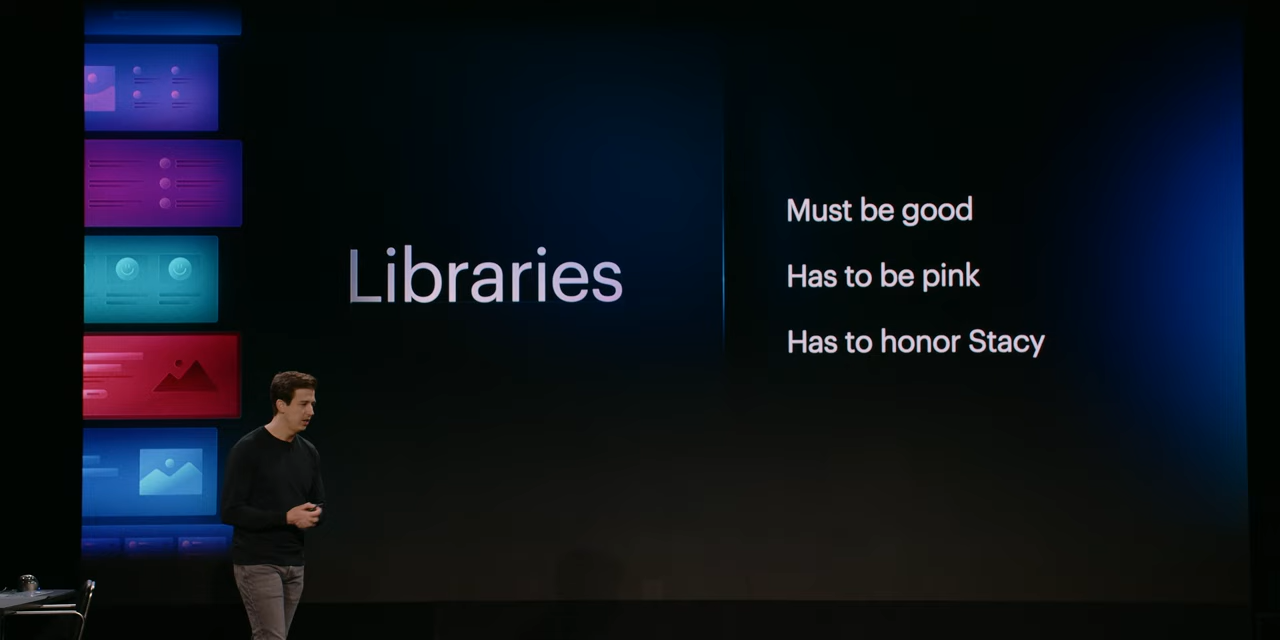 Libraries
Must be good
Has to be pink
Has to honor Stacy